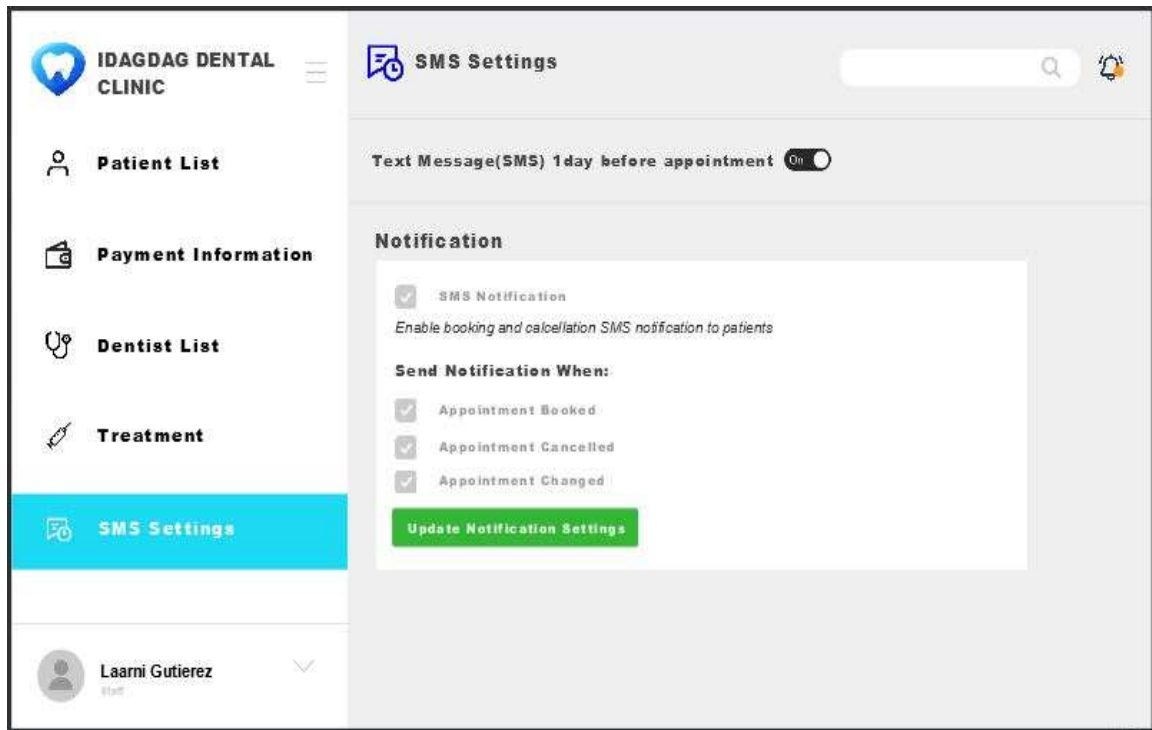 IDAGDAG DENTAL
CLINIC
Patient List
Payment Information
Dentist List
Treatment
SMS Settings
Laarni Gutierez
Staff
SMS Settings
Text Message(SMS) 1day before appointment On
Notification
SMS Notification
Enable booking and calcellation SMS notification to patients
Send Notification When:
Appointment Booked
Appointment Cancelled
Appointment Changed
Update Notification Settings